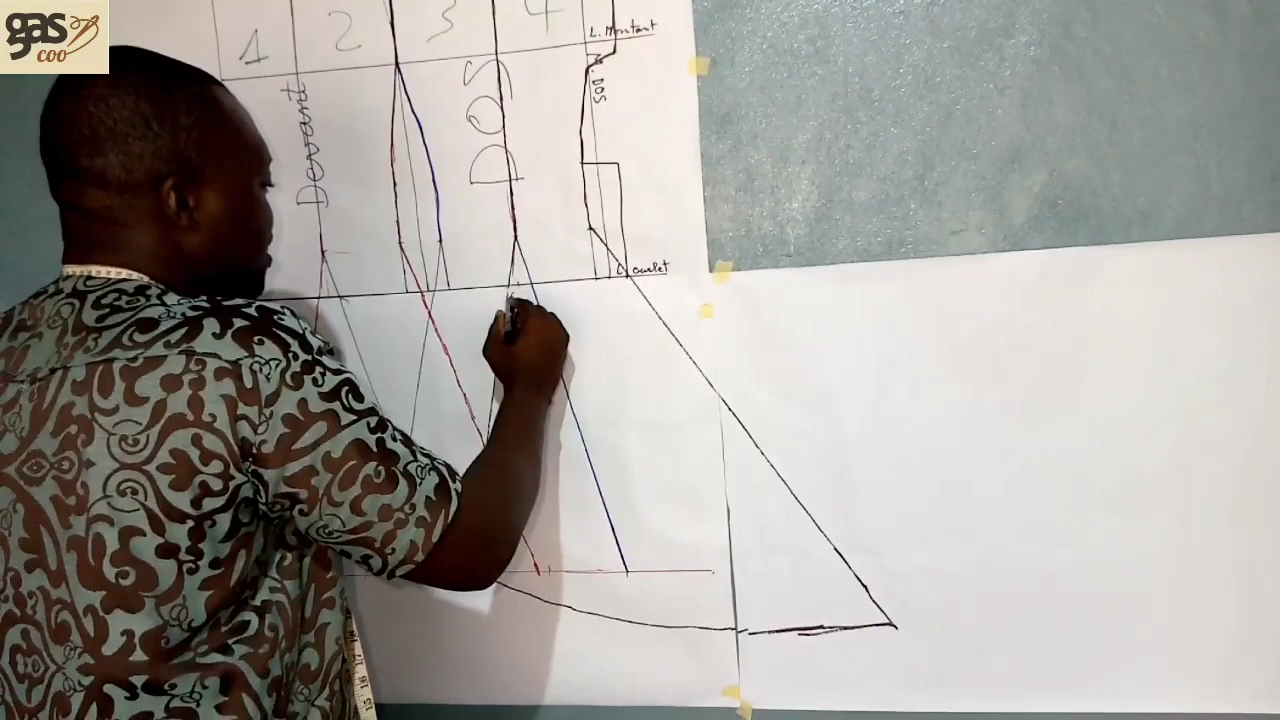 gas
coo
1 2 3 4
L. Montant
M. DOS
Devant
DOS
L. ourlet